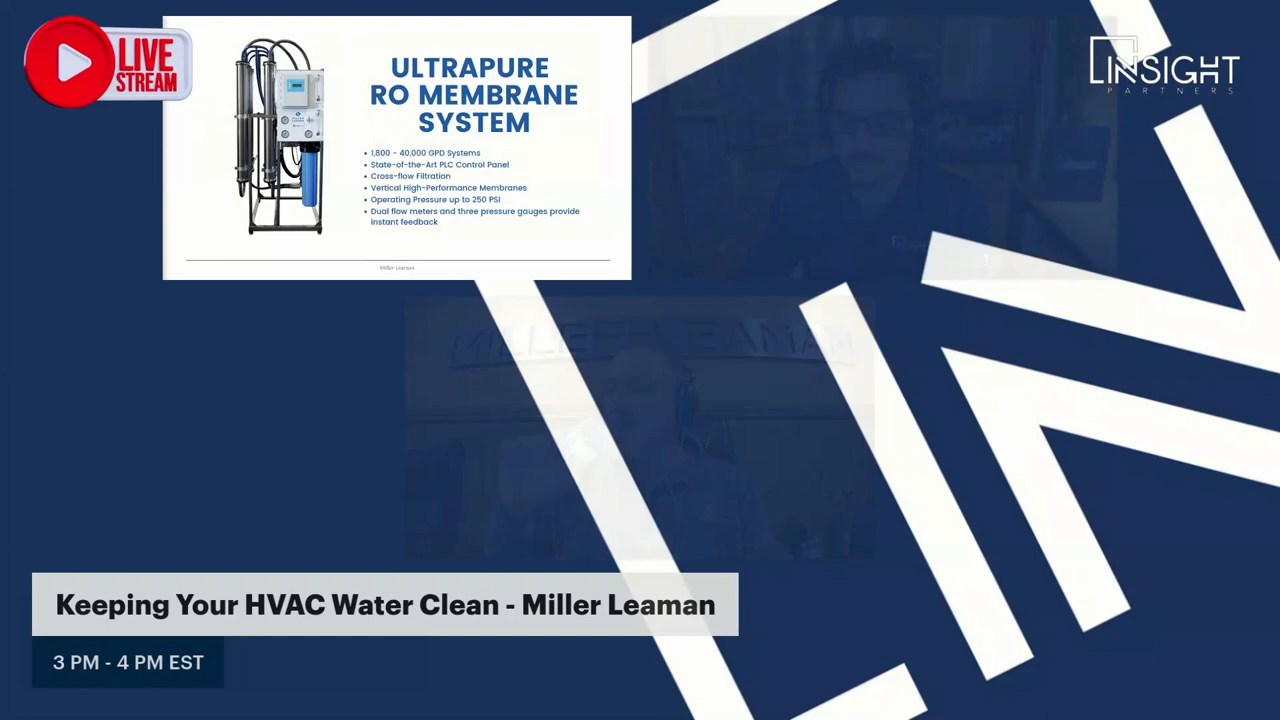 LIVE
STREAM
ULTRAPURE
RO MEMBRANE
SYSTEM
• 1,800 - 40,000 GPD Systems
• State-of-the-Art PLC Control Panel
• Cross-flow Filtration
• Vertical High-Performance Membranes
• Operating Pressure up to 250 PSI
• Dual flow meters and three pressure gauges provide
instant feedback
Miller Leaman
INSIGHT
PARTNERS
MILLER LEAMAN
Keeping Your HVAC Water Clean - Miller Leaman
3 PM - 4 PM EST